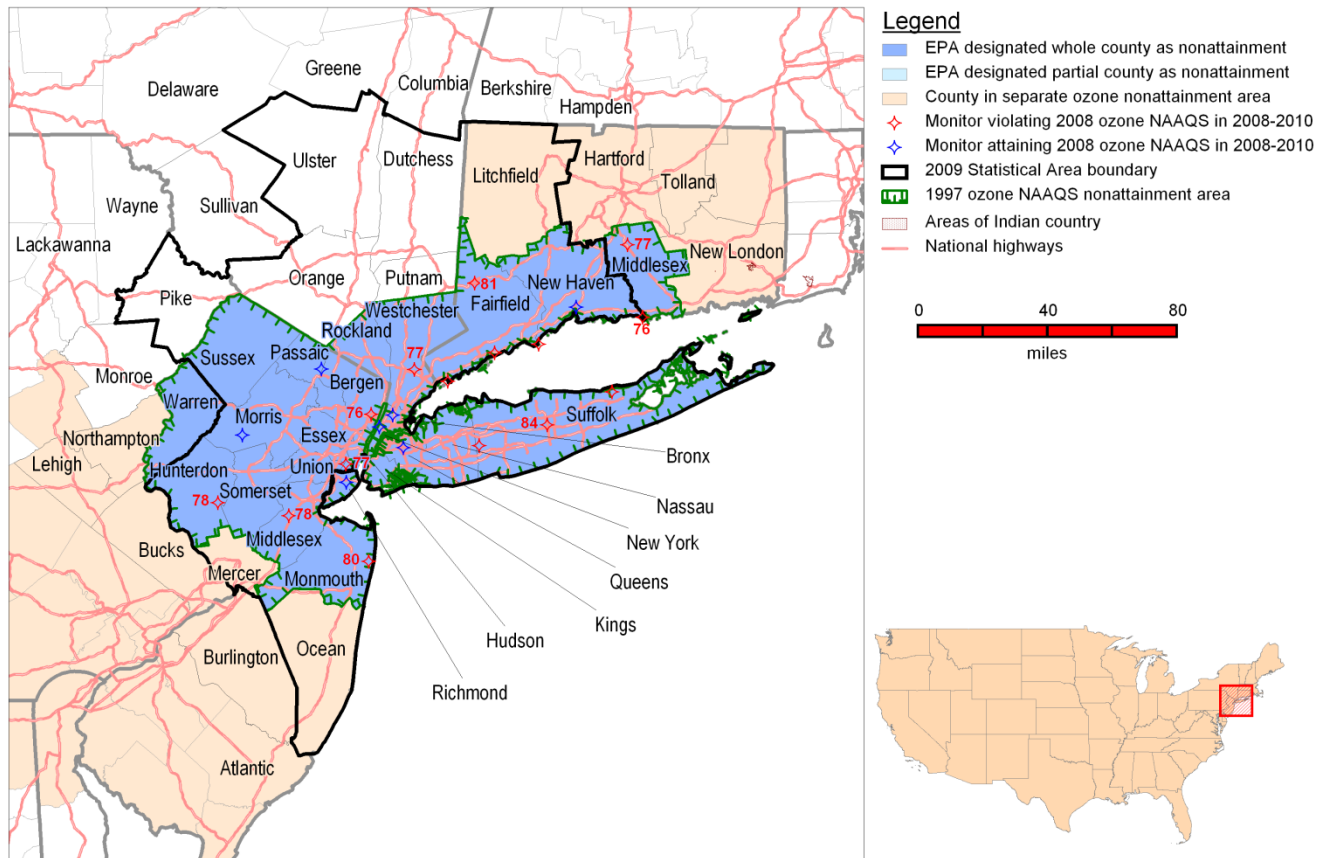 Legend
EPA designated whole county as nonattainment
EPA designated partial county as nonattainment
County in separate ozone nonattainment area
Monitor violating 2008 ozone NAAQS in 2008-2010
Monitor attaining 2008 ozone NAAQS in 2008-2010
2009 Statistical Area boundary
1997 ozone NAAQS nonattainment area
Areas of Indian country
National highways
0 40 80
miles
Greene
Columbia
Berkshire
Delaware
Hampden
Ulster
Dutchess
Hartford
Litchfield
Tolland
Wayne
Sullivan
Lackawanna
77
New London
Middlesex
Orange
Putnam
81
New Haven
Pike
Fairfield
Westchester
Rockland
76
Sussex
Passaic
77
Monroe
Bergen
Warren
76
Suffolk
Morris
84
Northampton
Essex
Bronx
Lehigh
Union
77
Hunterdon
Somerset
Nassau
78
78
New York
Middlesex
Bucks
80
Queens
Mercer
Monmouth
Kings
Hudson
Ocean
Burlington
Richmond
Atlantic